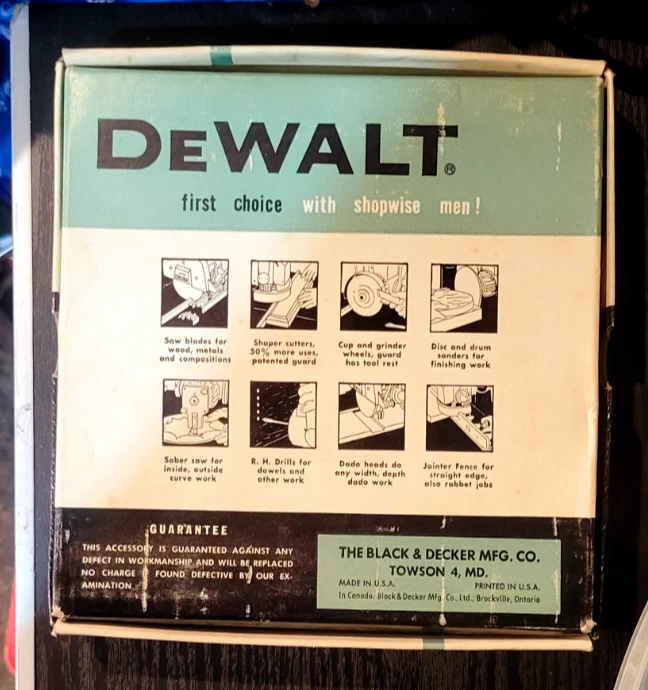 DEWALT®
first choice with shopwise men!
Saw blades for
wood, metals
and compositions
Shaper cutters,
50% more uses,
patented guard
Cup and grinder
wheels, guard
has tool rest
Disc and drum
sanders for
finishing work
Saber saw for
inside, outside
curve work
R. H. Drills for
dowels and
other work
Dado heads do
any width, depth
dado work
Jointer Fence for
straight edge,
also rabbet jobs
GUARANTEE
THIS ACCESSORY IS GUARANTEED AGAINST ANY
DEFECT IN WORKMANSHIP AND WILL BE REPLACED
NO CHARGE IF FOUND DEFECTIVE BY OUR EX-
AMINATION.
THE BLACK & DECKER MFG. CO.
TOWSON 4, MD.
MADE IN U.S.A. PRINTED IN U.S.A.
In Canada: Black & Decker Mfg. Co., Ltd., Brockville, Ontario